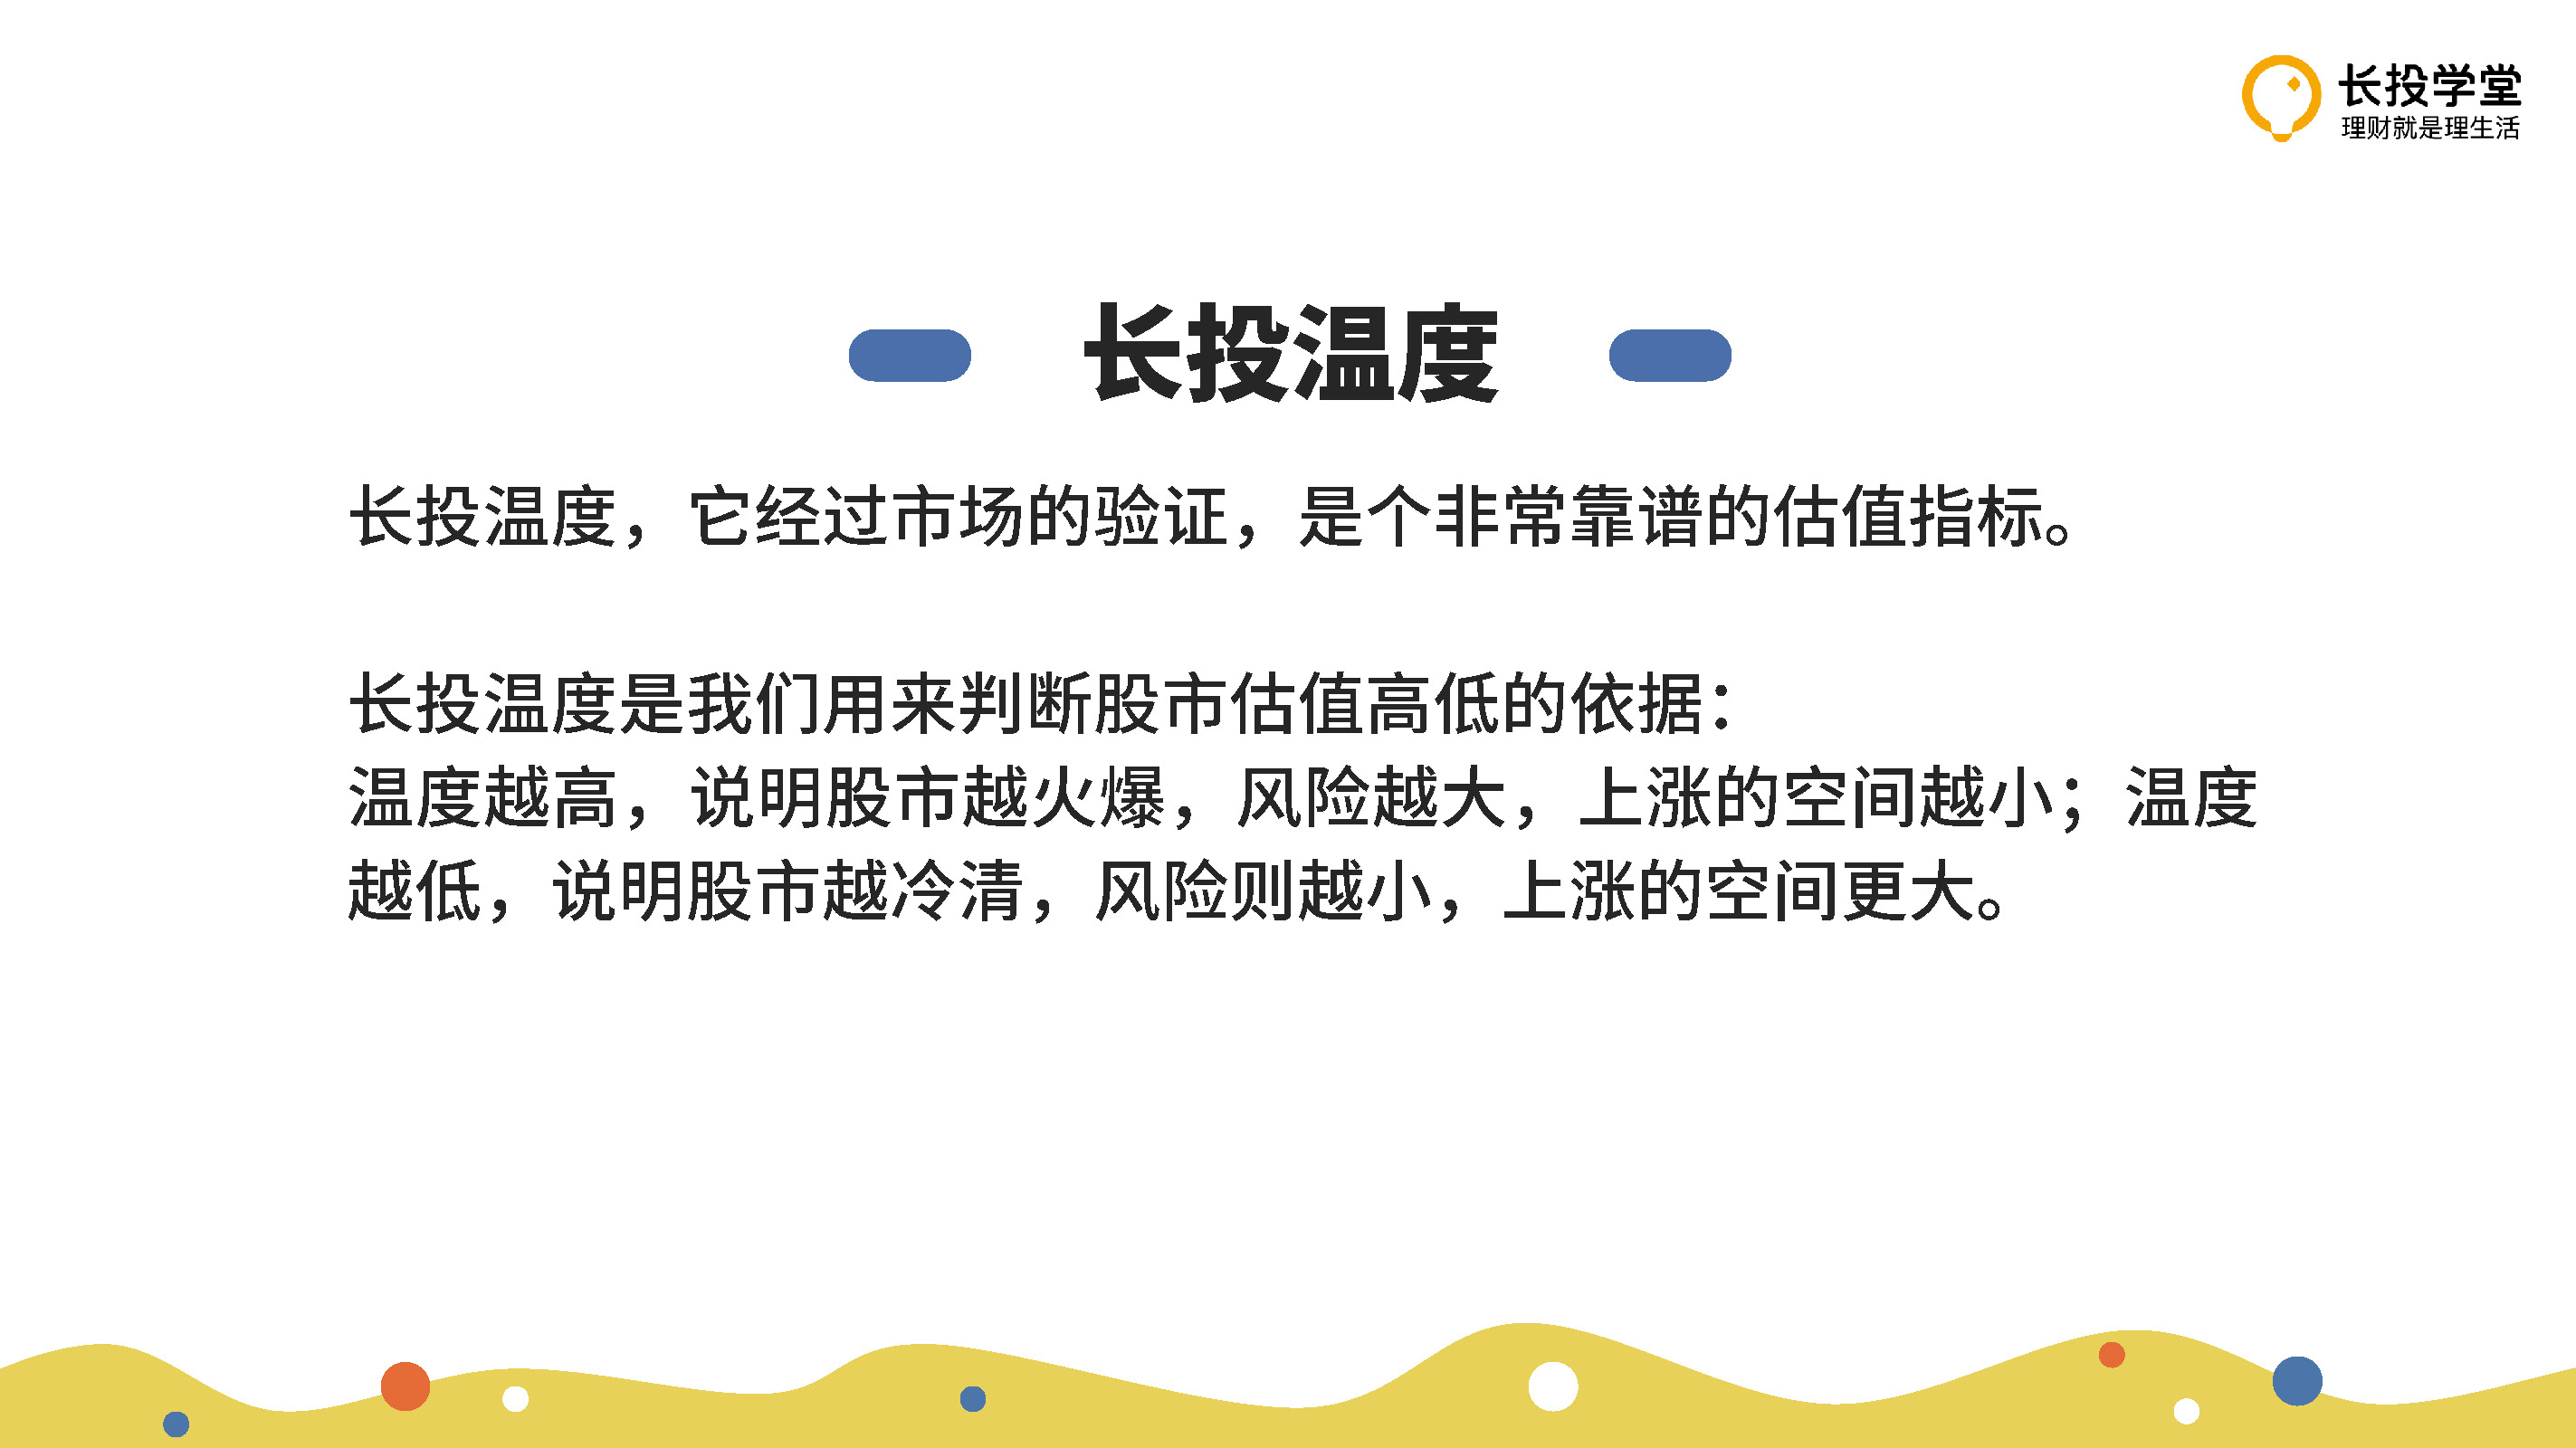 长投学堂
理财就是理生活
长投温度
长投温度，它经过市场的验证，是个非常靠谱的估值指标。
长投温度是我们用来判断股市估值高低的依据：
温度越高，说明股市越火爆，风险越大，上涨的空间越小；温度
越低，说明股市越冷清，风险则越小，上涨的空间更大。